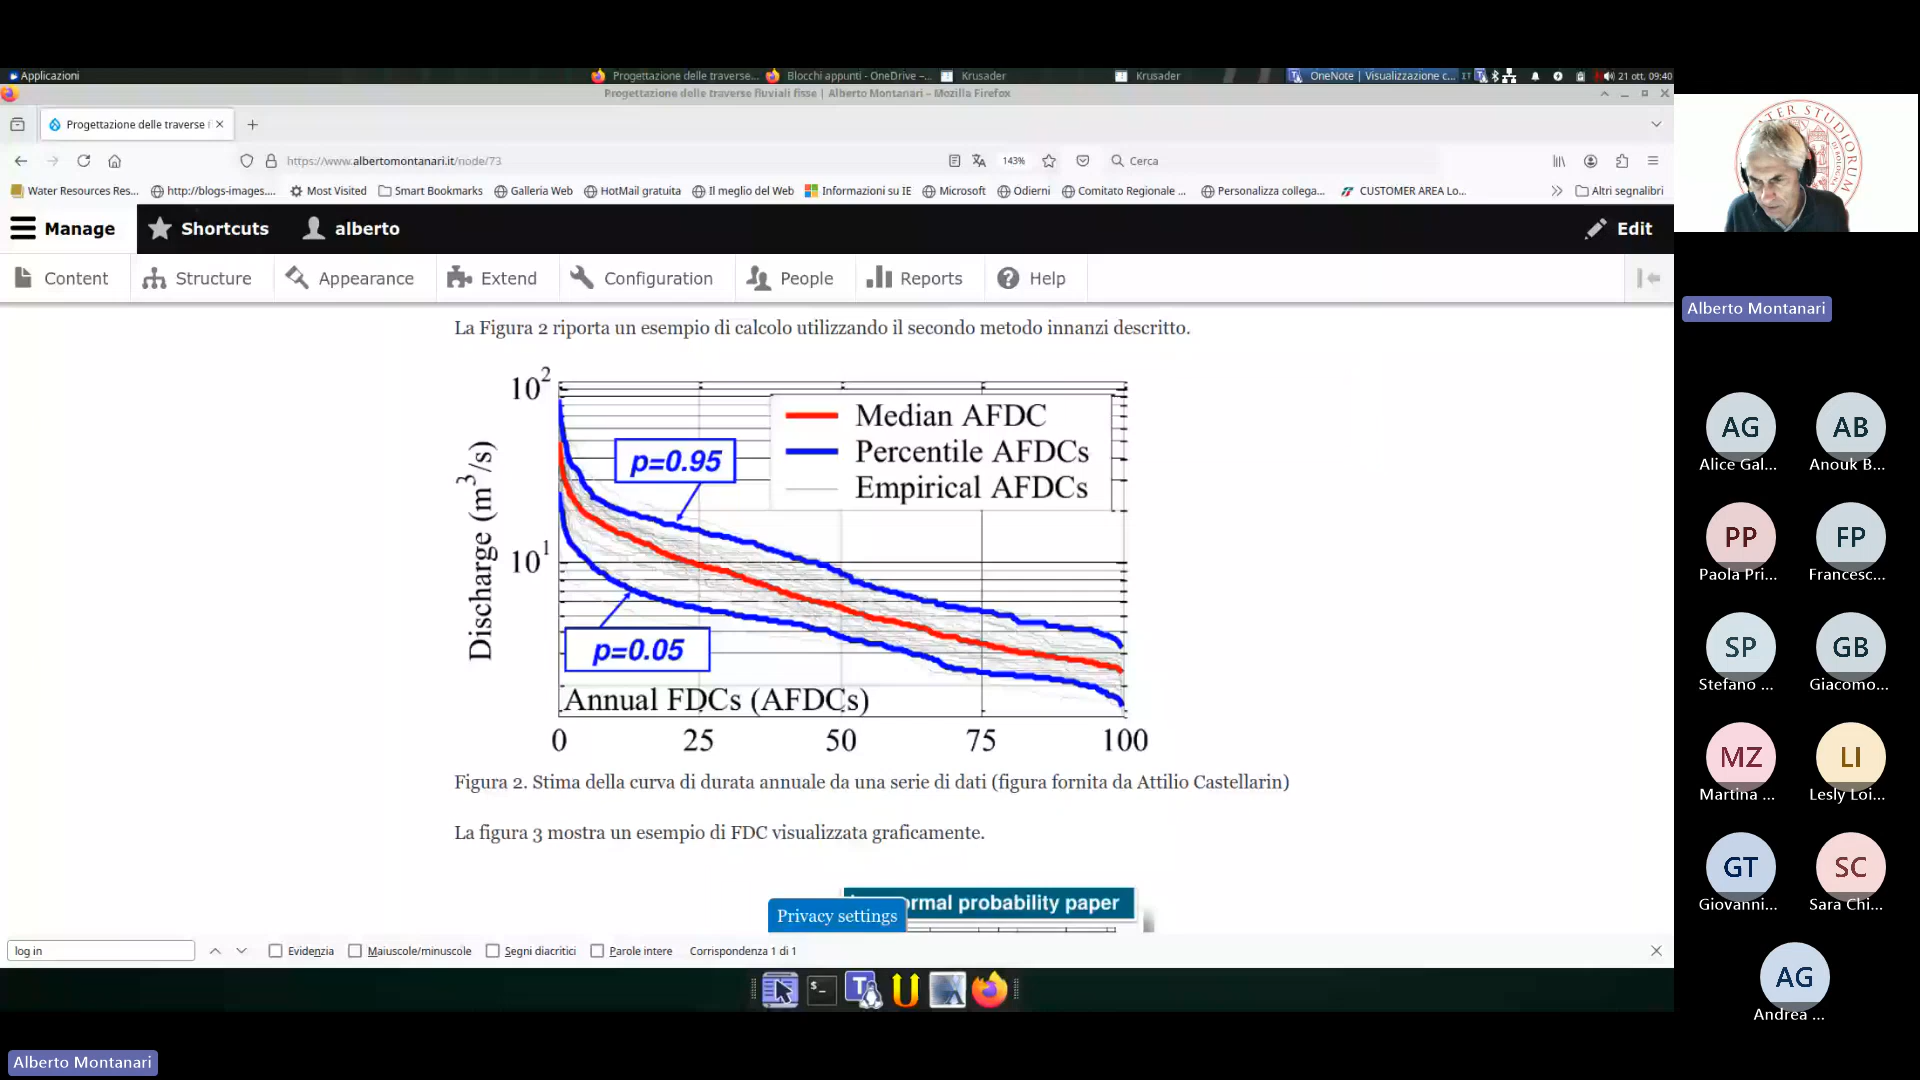 Applicazioni
Progettazione delle traverse...
Blocchi appunti - OneDrive –...
Krusader
Krusader
OneNote | Visualizzazione c...
IT
21 ott. 09:40
Progettazione delle traverse fluviali fisse | Alberto Montanari – Mozilla Firefox
Progettazione delle traverse f
https://www.albertomontanari.it/node/73
143%
Cerca
Water Resources Res...
http://blogs-images....
Most Visited
Smart Bookmarks
Galleria Web
HotMail gratuita
Il meglio del Web
Informazioni su IE
Microsoft
Odierni
Comitato Regionale ...
Personalizza collega...
CUSTOMER AREA Lo...
Altri segnalibri
Manage
Shortcuts
alberto
Edit
Content
Structure
Appearance
Extend
Configuration
People
Reports
Help
La Figura 2 riporta un esempio di calcolo utilizzando il secondo metodo innanzi descritto.
10²
10¹
Discharge (m³/s)
Median AFDC
Percentile AFDCs
Empirical AFDCs
p=0.95
p=0.05
Annual FDCs (AFDCs)
0 25 50 75 100
Figura 2. Stima della curva di durata annuale da una serie di dati (figura fornita da Attilio Castellarin)
La figura 3 mostra un esempio di FDC visualizzata graficamente.
ormal probability paper
Privacy settings
log in
Evidenzia
Maiuscole/minuscole
Segni diacritici
Parole intere
Corrispondenza 1 di 1
Alberto Montanari
Alberto Montanari
AG
Alice Gal...
AB
Anouk B...
PP
Paola Pri...
FP
Francesc...
SP
Stefano ...
GB
Giacomo...
MZ
Martina ...
LI
Lesly Loi...
GT
Giovanni...
SC
Sara Chi...
AG
Andrea ...